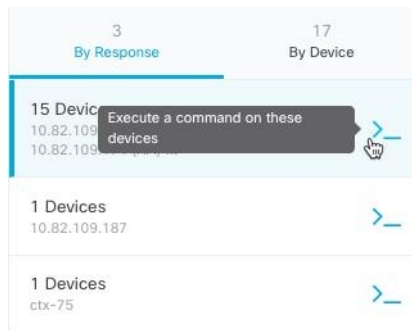 3
By Response
17
By Device
15 Devic
Execute a command on these
devices
10.82.109
10.82.109
1 Devices
10.82.109.187
1 Devices
ctx-75